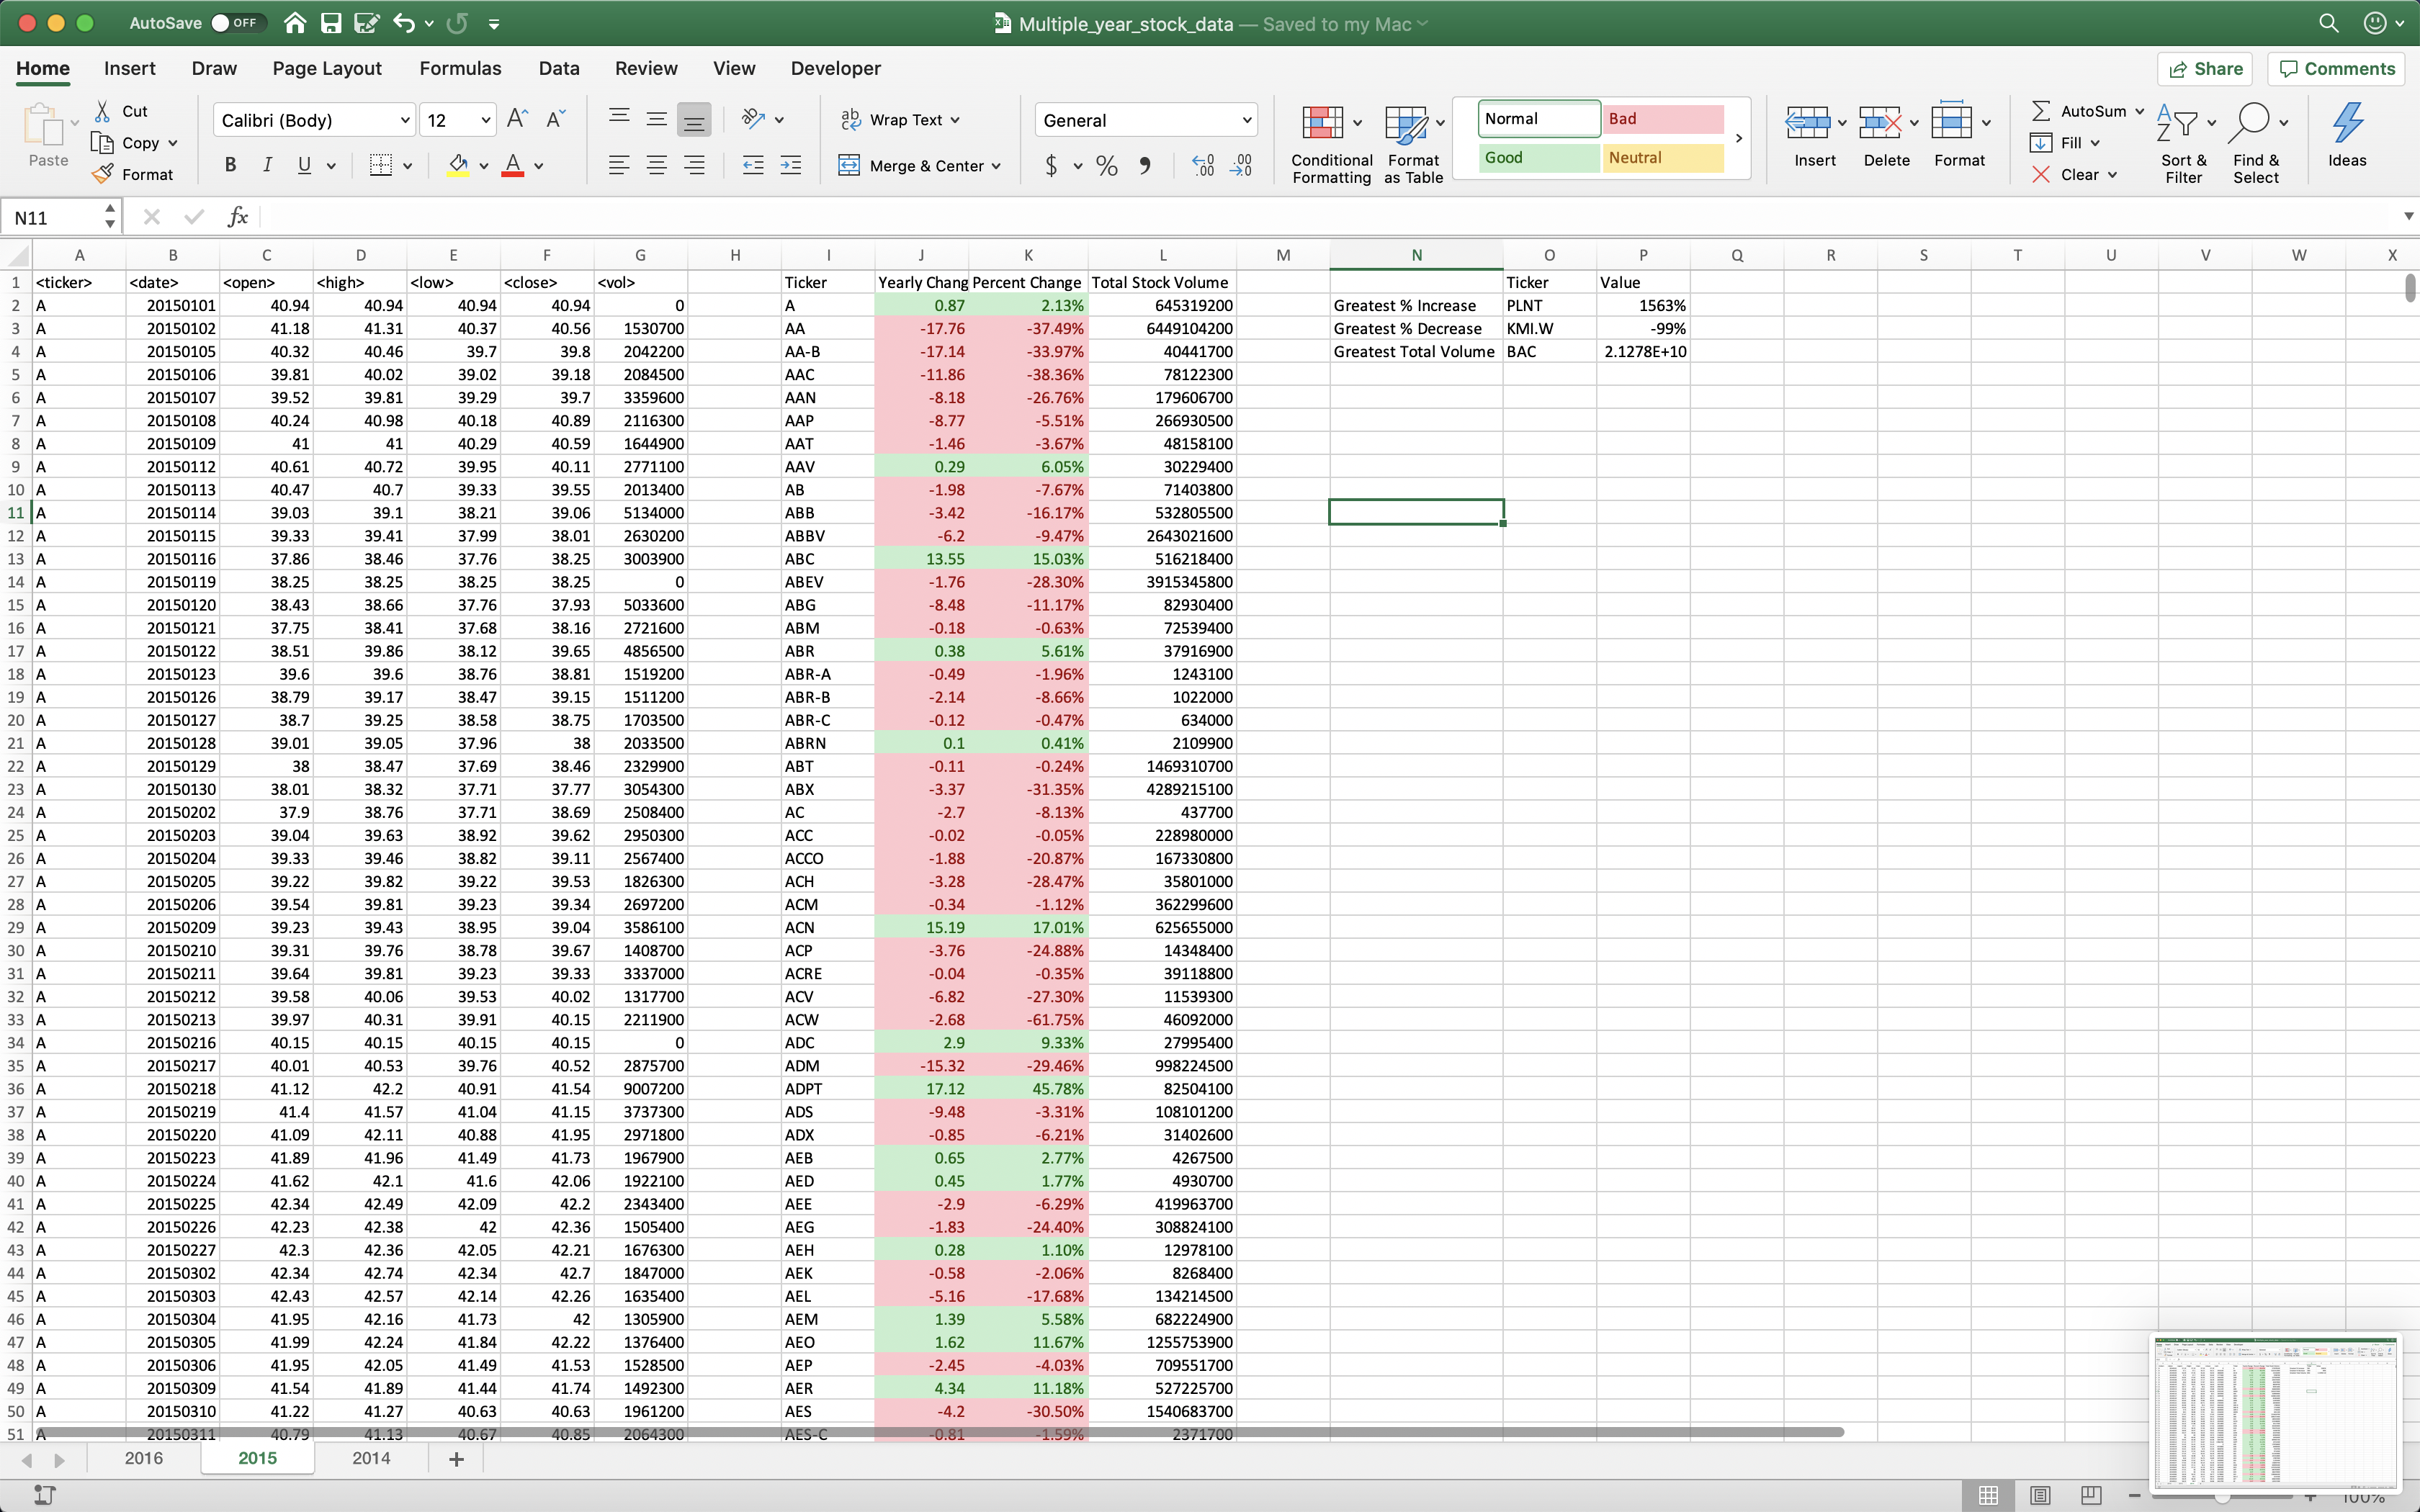 AutoSave OFF Multiple_year_stock_data — Saved to my Mac
Home Insert Draw Page Layout Formulas Data Review View Developer Share Comments
Paste Cut Copy Format
Calibri (Body) 12 A^ A B I U A
ab Wrap Text
Merge & Center
General
$ % 9 .0 .00 .00 .0
Conditional Formatting Format as Table
Normal Bad
Good Neutral
Insert Delete Format
AutoSum Fill Clear
Sort & Filter Find & Select Ideas
N11 fx
A B C D E F G H I J K L M N O P Q R S T U V W X
1 <ticker> <date> <open> <high> <low> <close> <vol> Ticker Yearly Chang Percent Change Total Stock Volume Ticker Value
2 A 20150101 40.94 40.94 40.94 40.94 0 A 0.87 2.13% 645319200 Greatest % Increase PLNT 1563%
3 A 20150102 41.18 41.31 40.37 40.56 1530700 AA -17.76 -37.49% 6449104200 Greatest % Decrease KMI.W -99%
4 A 20150105 40.32 40.46 39.7 39.8 2042200 AA-B -17.14 -33.97% 40441700 Greatest Total Volume BAC 2.1278E+10
5 A 20150106 39.81 40.02 39.02 39.18 2084500 AAC -11.86 -38.36% 78122300
6 A 20150107 39.52 39.81 39.29 39.7 3359600 AAN -8.18 -26.76% 179606700
7 A 20150108 40.24 40.98 40.18 40.89 2116300 AAP -8.77 -5.51% 266930500
8 A 20150109 41 41 40.29 40.59 1644900 AAT -1.46 -3.67% 48158100
9 A 20150112 40.61 40.72 39.95 40.11 2771100 AAV 0.29 6.05% 30229400
10 A 20150113 40.47 40.7 39.33 39.55 2013400 AB -1.98 -7.67% 71403800
11 A 20150114 39.03 39.1 38.21 39.06 5134000 ABB -3.42 -16.17% 532805500
12 A 20150115 39.33 39.41 37.99 38.01 2630200 ABBV -6.2 -9.47% 2643021600
13 A 20150116 37.86 38.46 37.76 38.25 3003900 ABC 13.55 15.03% 516218400
14 A 20150119 38.25 38.25 38.25 38.25 0 ABEV -1.76 -28.30% 3915345800
15 A 20150120 38.43 38.66 37.76 37.93 5033600 ABG -8.48 -11.17% 82930400
16 A 20150121 37.75 38.41 37.68 38.16 2721600 ABM -0.18 -0.63% 72539400
17 A 20150122 38.51 39.86 38.12 39.65 4856500 ABR 0.38 5.61% 37916900
18 A 20150123 39.6 39.6 38.76 38.81 1519200 ABR-A -0.49 -1.96% 1243100
19 A 20150126 38.79 39.17 38.47 39.15 1511200 ABR-B -2.14 -8.66% 1022000
20 A 20150127 38.7 39.25 38.58 38.75 1703500 ABR-C -0.12 -0.47% 634000
21 A 20150128 39.01 39.05 37.96 38 2033500 ABRN 0.1 0.41% 2109900
22 A 20150129 38 38.47 37.69 38.46 2329900 ABT -0.11 -0.24% 1469310700
23 A 20150130 38.01 38.32 37.71 37.77 3054300 ABX -3.37 -31.35% 4289215100
24 A 20150202 37.9 38.76 37.71 38.69 2508400 AC -2.7 -8.13% 437700
25 A 20150203 39.04 39.63 38.92 39.62 2950300 ACC -0.02 -0.05% 228980000
26 A 20150204 39.33 39.46 38.82 39.11 2567400 ACCO -1.88 -20.87% 167330800
27 A 20150205 39.22 39.82 39.22 39.53 1826300 ACH -3.28 -28.47% 35801000
28 A 20150206 39.54 39.81 39.23 39.34 2697200 ACM -0.34 -1.12% 362299600
29 A 20150209 39.23 39.43 38.95 39.04 3586100 ACN 15.19 17.01% 625655000
30 A 20150210 39.31 39.76 38.78 39.67 1408700 ACP -3.76 -24.88% 14348400
31 A 20150211 39.64 39.81 39.23 39.33 3337000 ACRE -0.04 -0.35% 39118800
32 A 20150212 39.58 40.06 39.53 40.02 1317700 ACV -6.82 -27.30% 11539300
33 A 20150213 39.97 40.31 39.91 40.15 2211900 ACW -2.68 -61.75% 46092000
34 A 20150216 40.15 40.15 40.15 40.15 0 ADC 2.9 9.33% 27995400
35 A 20150217 40.01 40.53 39.76 40.52 2875700 ADM -15.32 -29.46% 998224500
36 A 20150218 41.12 42.2 40.91 41.54 9007200 ADPT 17.12 45.78% 82504100
37 A 20150219 41.4 41.57 41.04 41.15 3737300 ADS -9.48 -3.31% 108101200
38 A 20150220 41.09 42.11 40.88 41.95 2971800 ADX -0.85 -6.21% 31402600
39 A 20150223 41.89 41.96 41.49 41.73 1967900 AEB 0.65 2.77% 4267500
40 A 20150224 41.62 42.1 41.6 42.06 1922100 AED 0.45 1.77% 4930700
41 A 20150225 42.34 42.49 42.09 42.2 2343400 AEE -2.9 -6.29% 419963700
42 A 20150226 42.23 42.38 42 42.36 1505400 AEG -1.83 -24.40% 308824100
43 A 20150227 42.3 42.36 42.05 42.21 1676300 AEH 0.28 1.10% 12978100
44 A 20150302 42.34 42.74 42.34 42.7 1847000 AEK -0.58 -2.06% 8268400
45 A 20150303 42.43 42.57 42.14 42.26 1635400 AEL -5.16 -17.68% 134214500
46 A 20150304 41.95 42.16 41.73 42 1305900 AEM 1.39 5.58% 682224900
47 A 20150305 41.99 42.24 41.84 42.22 1376400 AEO 1.62 11.67% 1255753900
48 A 20150306 41.95 42.05 41.49 41.53 1528500 AEP -2.45 -4.03% 709551700
49 A 20150309 41.54 41.89 41.44 41.74 1492300 AER 4.34 11.18% 527225700
50 A 20150310 41.22 41.27 40.63 40.63 1961200 AES -4.2 -30.50% 1540683700
51 A 20150311 40.79 41.13 40.67 40.85 2064300 AES-C -0.81 -1.59% 2371700
2016 2015 2014 +
100%